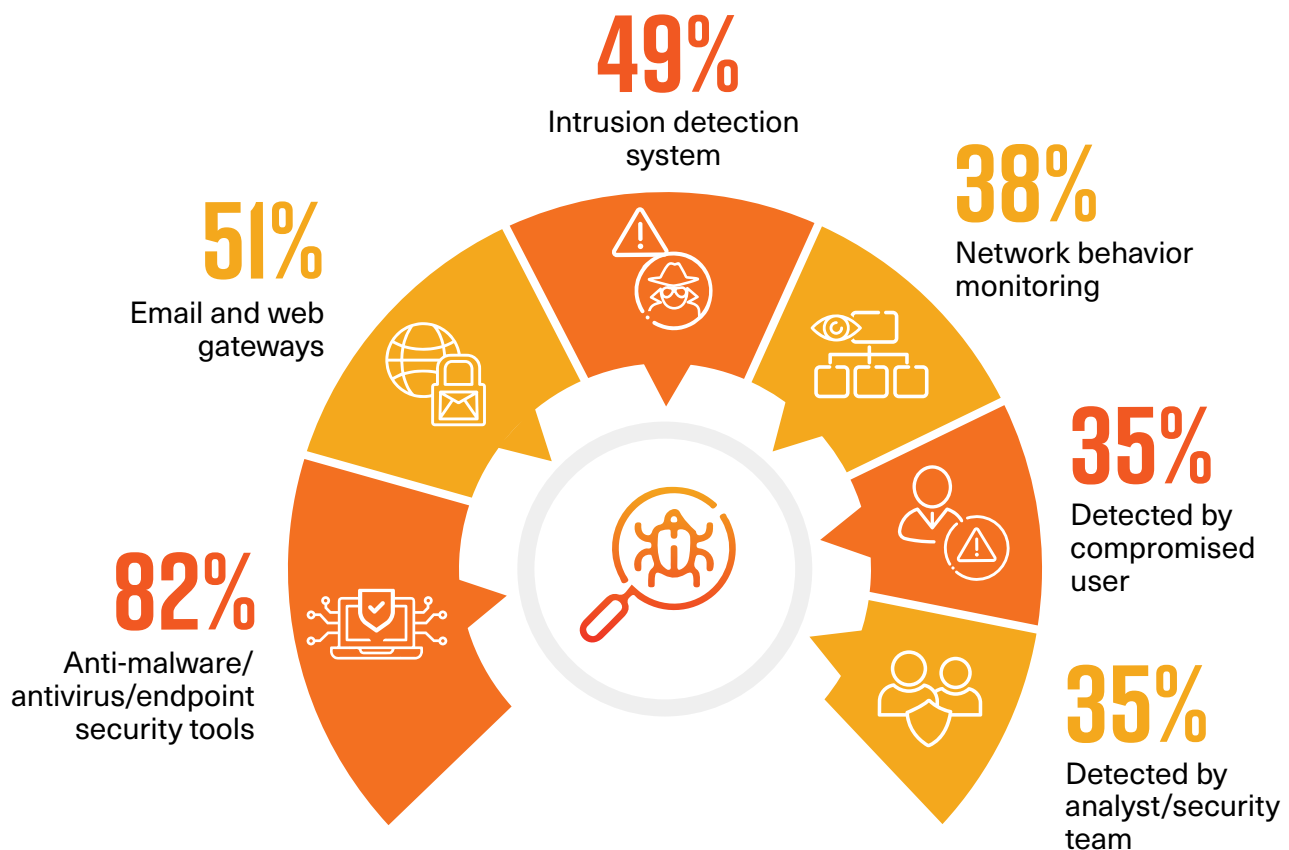 49%
Intrusion detection
system
38%
Network behavior
monitoring
51%
Email and web
gateways
35%
Detected by
compromised
user
82%
Anti-malware/
antivirus/endpoint
security tools
35%
Detected by
analyst/security
team